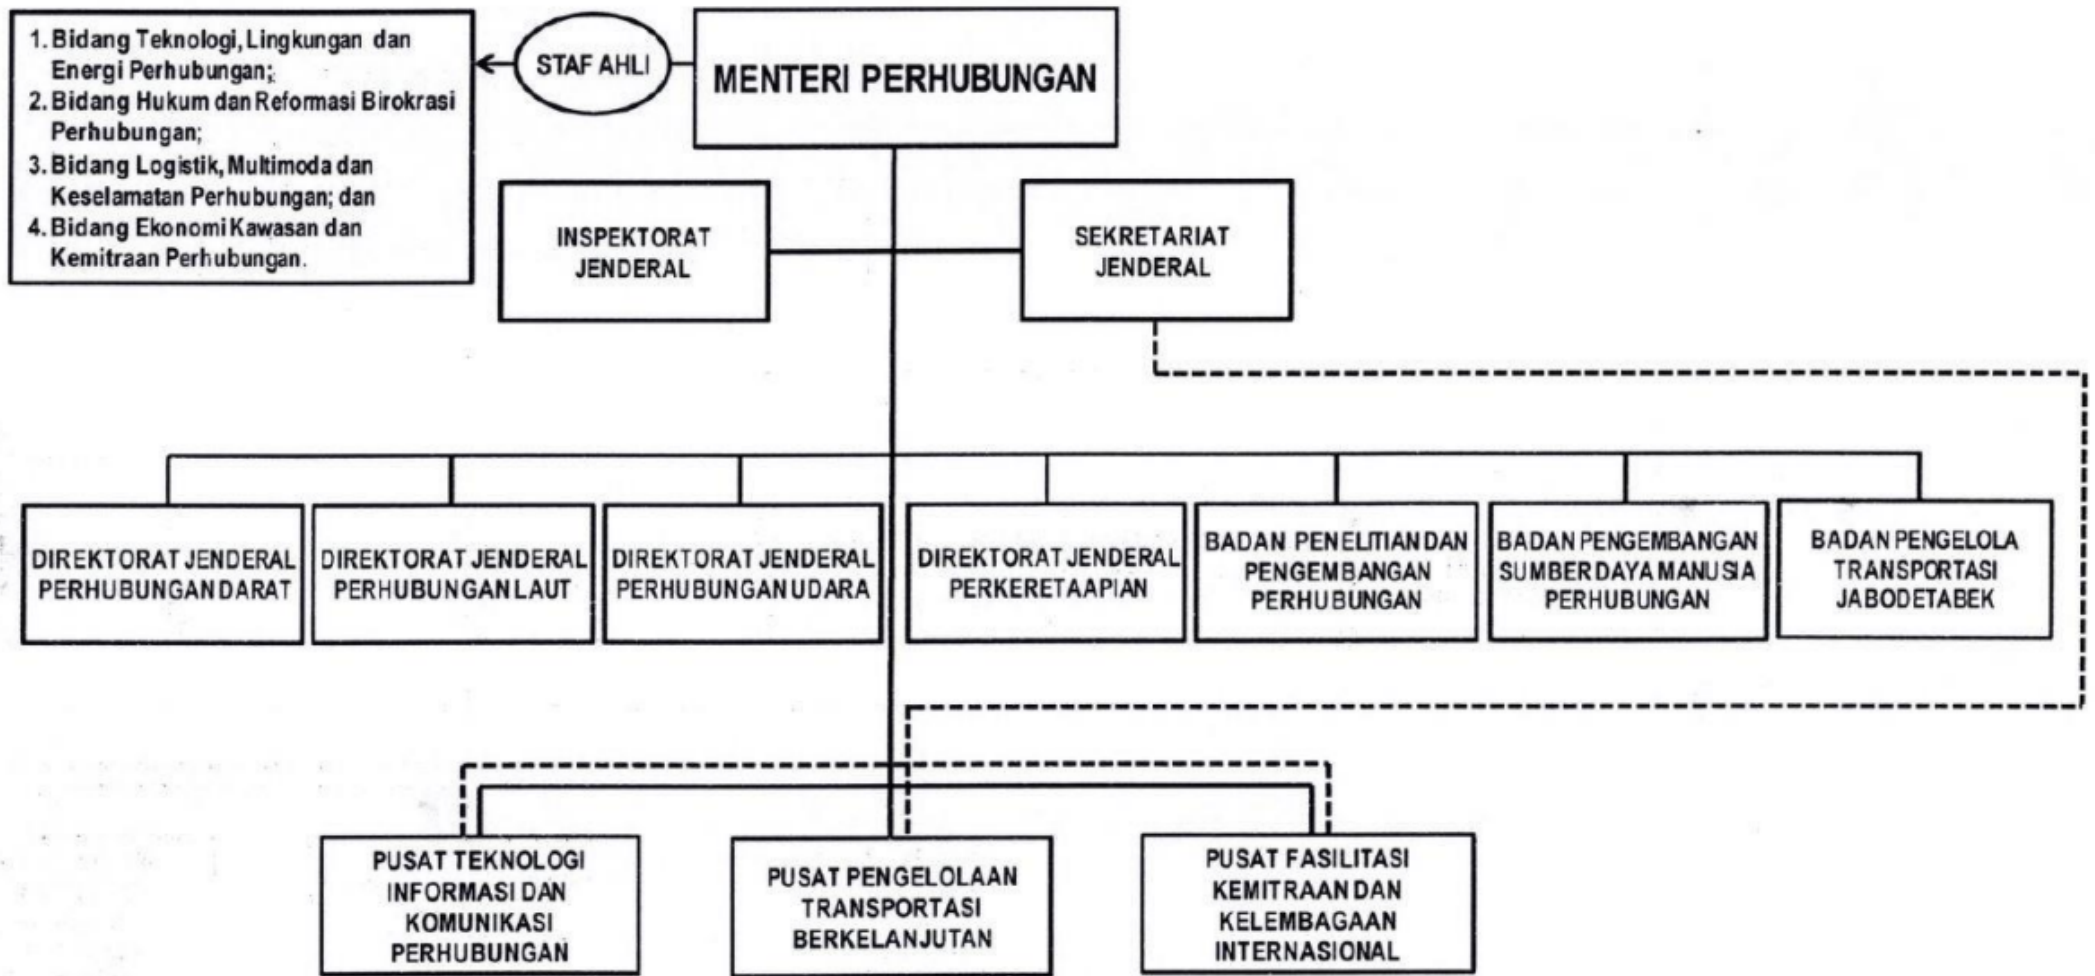 1. Bidang Teknologi, Lingkungan dan
Energi Perhubungan;
2. Bidang Hukum dan Reformasi Birokrasi
Perhubungan;
3. Bidang Logistik, Multimoda dan
Keselamatan Perhubungan; dan
4. Bidang Ekonomi Kawasan dan
Kemitraan Perhubungan.
STAF AHLI
MENTERI PERHUBUNGAN
INSPEKTORAT
JENDERAL
SEKRETARIAT
JENDERAL
DIREKTORAT JENDERAL
PERHUBUNGAN DARAT
DIREKTORAT JENDERAL
PERHUBUNGAN LAUT
DIREKTORAT JENDERAL
PERHUBUNGAN UDARA
DIREKTORAT JENDERAL
PERKERETAAPIAN
BADAN PENELITIAN DAN
PENGEMBANGAN
PERHUBUNGAN
BADAN PENGEMBANGAN
SUMBER DAYA MANUSIA
PERHUBUNGAN
BADAN PENGELOLA
TRANSPORTASI
JABODETABEK
PUSAT TEKNOLOGI
INFORMASI DAN
KOMUNIKASI
PERHUBUNGAN
PUSAT PENGELOLAAN
TRANSPORTASI
BERKELANJUTAN
PUSAT FASILITASI
KEMITRAAN DAN
KELEMBAGAAN
INTERNASIONAL